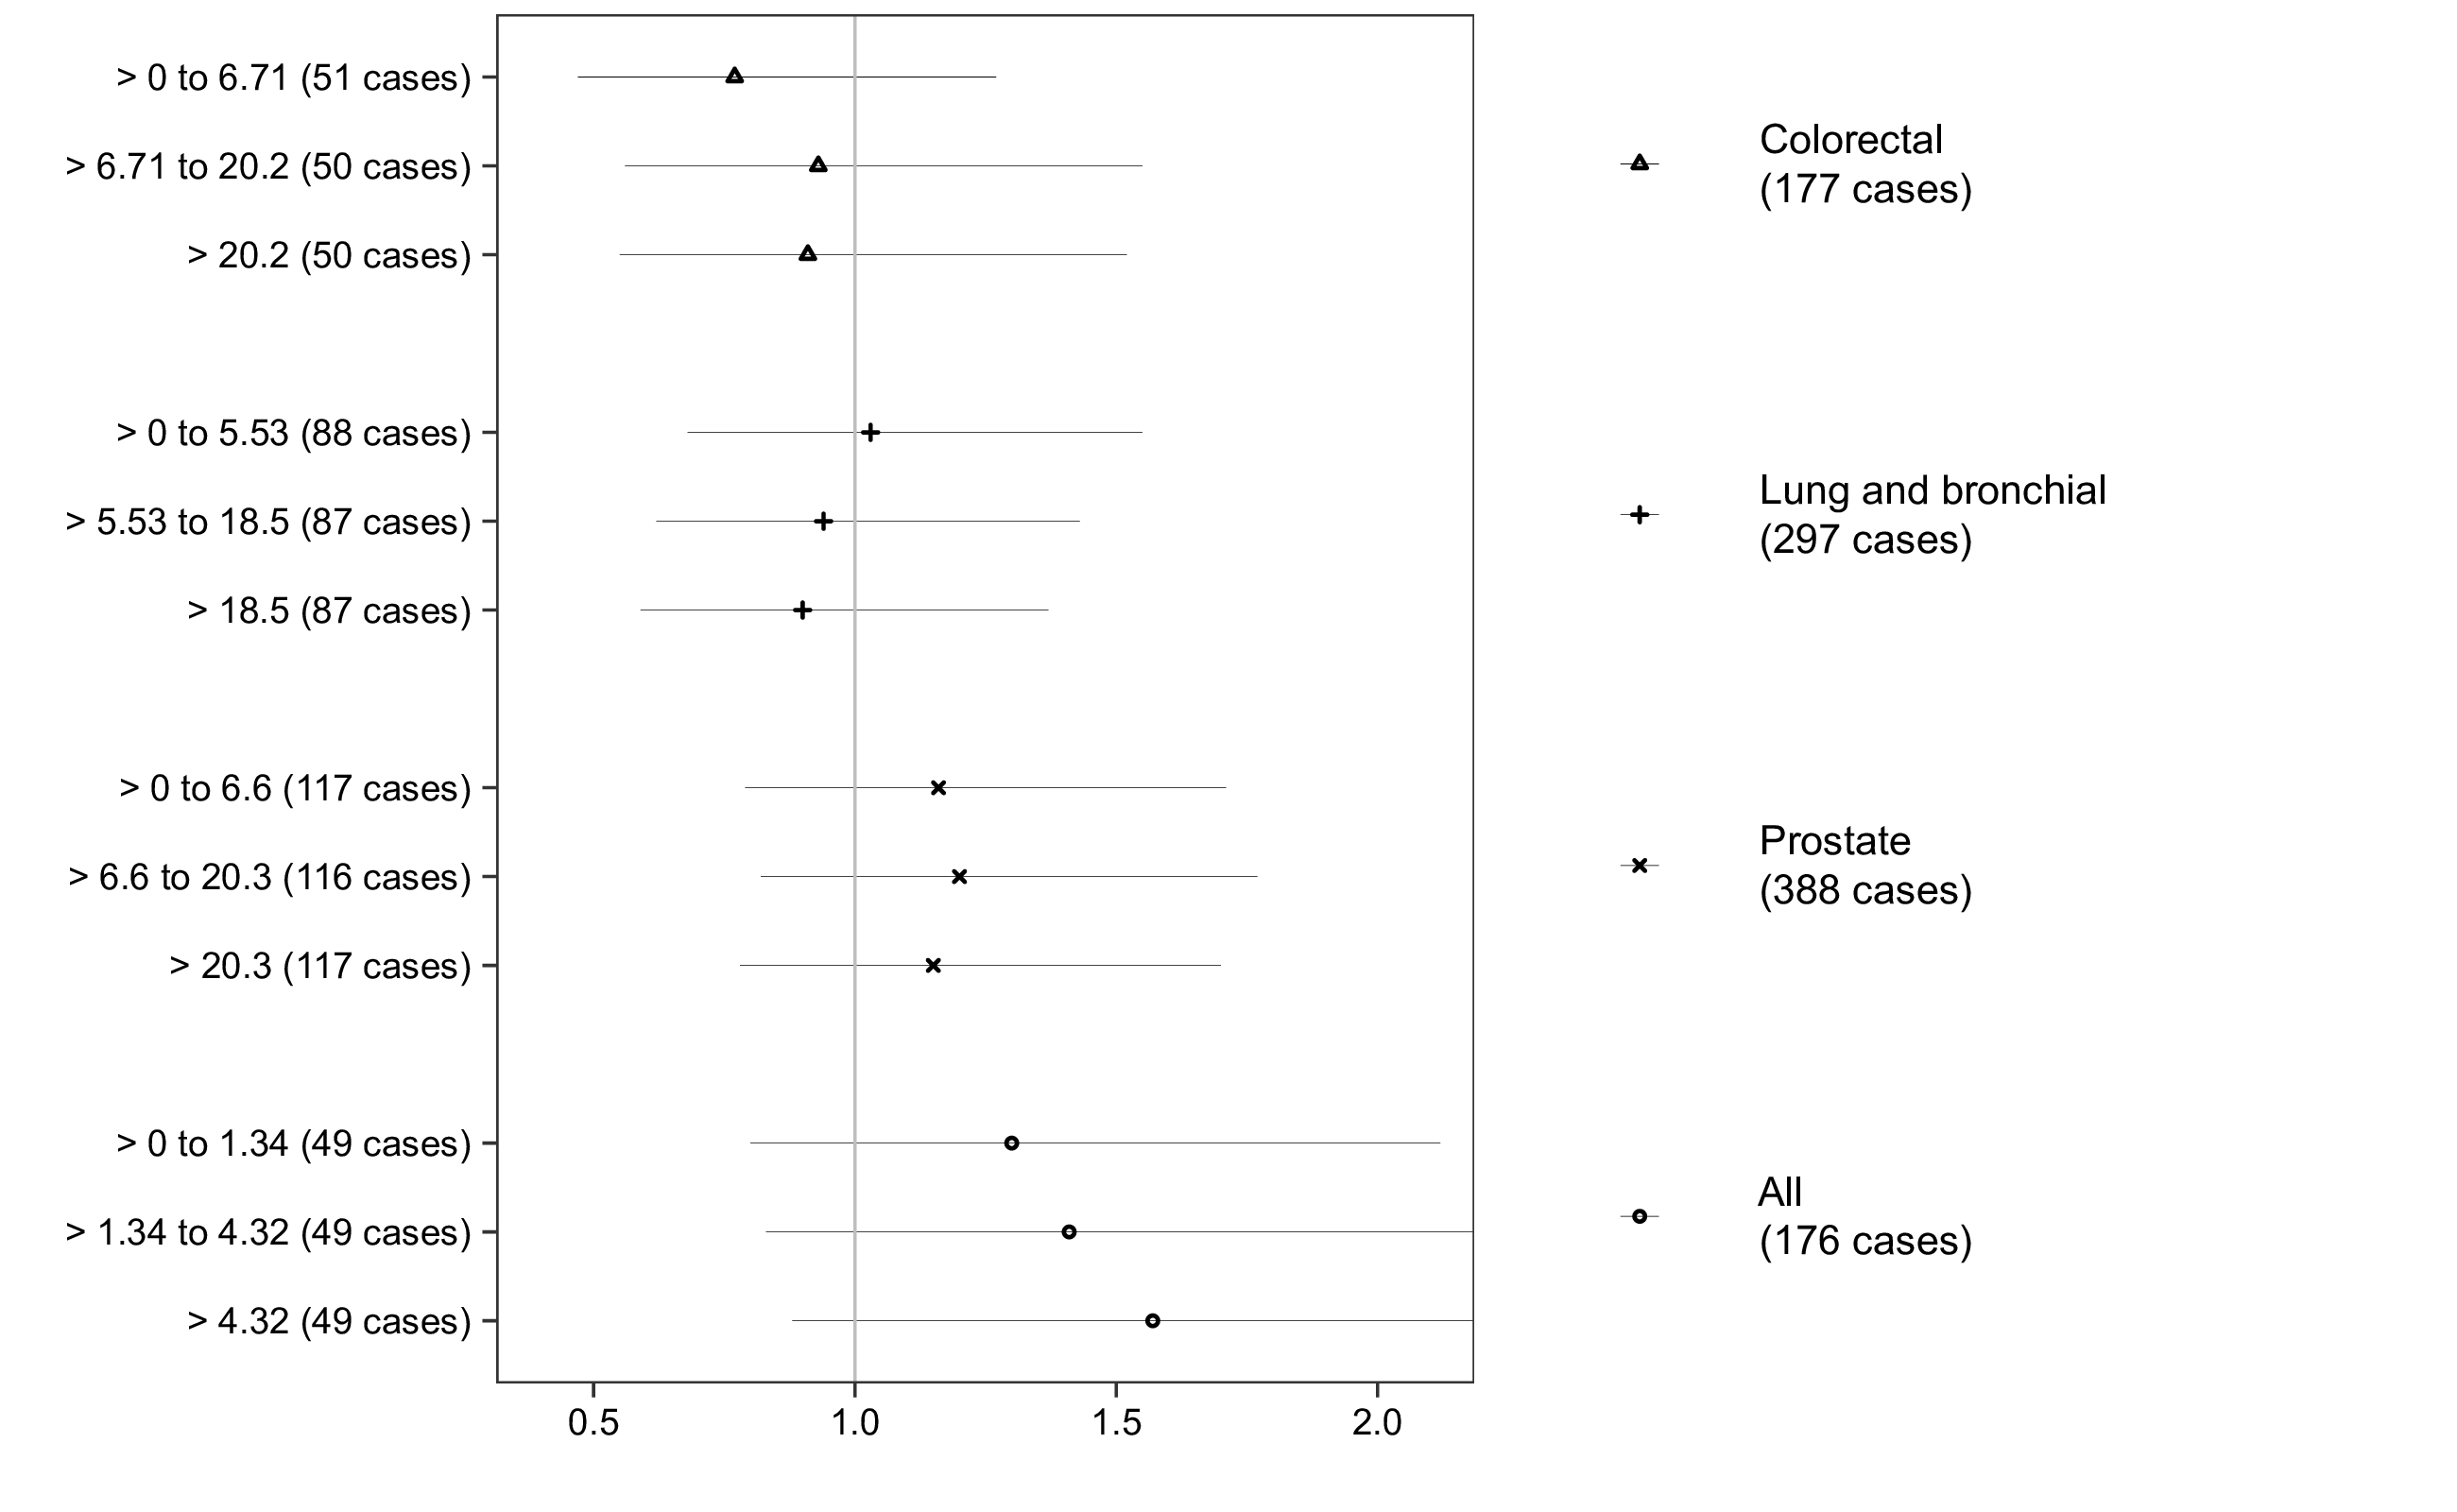 > 0 to 6.71 (51 cases)
> 6.71 to 20.2 (50 cases)
> 20.2 (50 cases)
> 0 to 5.53 (88 cases)
> 5.53 to 18.5 (87 cases)
> 18.5 (87 cases)
> 0 to 6.6 (117 cases)
> 6.6 to 20.3 (116 cases)
> 20.3 (117 cases)
> 0 to 1.34 (49 cases)
> 1.34 to 4.32 (49 cases)
> 4.32 (49 cases)
0.5 1.0 1.5 2.0
Colorectal
(177 cases)
Lung and bronchial
(297 cases)
Prostate
(388 cases)
All
(176 cases)